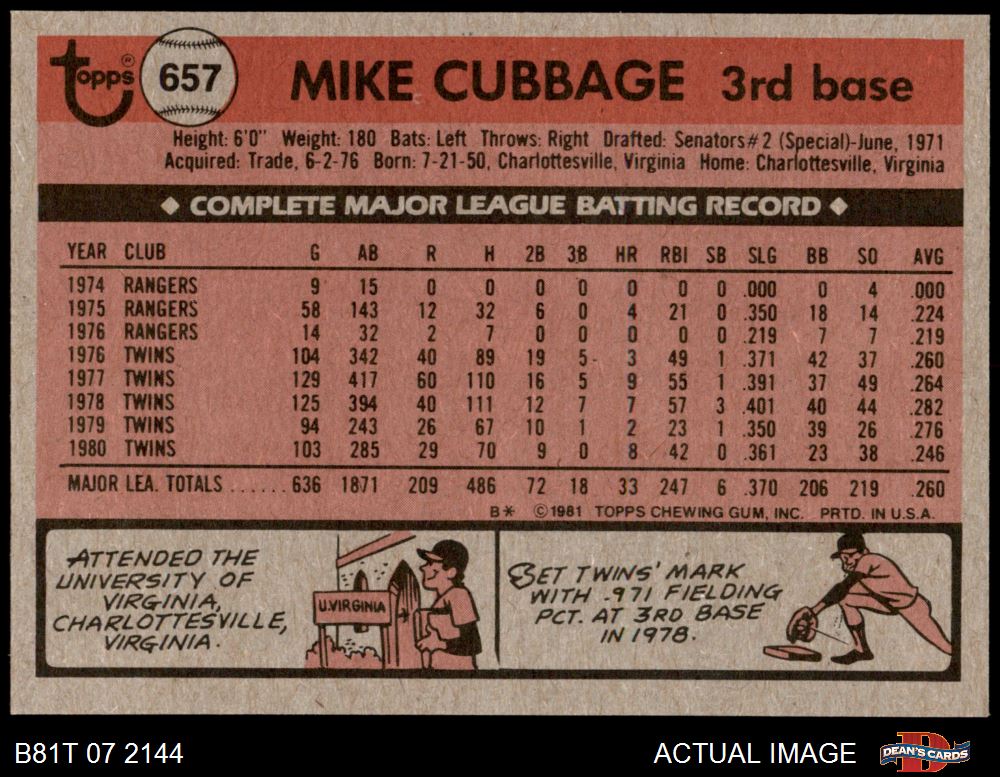 Topps®
657
MIKE CUBBAGE 3rd base
Height: 6'0" Weight: 180 Bats: Left Throws: Right Drafted: Senators#2 (Special)-June, 1971
Acquired: Trade, 6-2-76 Born: 7-21-50, Charlottesville, Virginia Home: Charlottesville, Virginia
◆ COMPLETE MAJOR LEAGUE BATTING RECORD ◆
YEAR CLUB G AB R H 2B 3B HR RBI SB SLG BB SO AVG
1974 RANGERS 9 15 0 0 0 0 0 0 0 .000 0 4 .000
1975 RANGERS 58 143 12 32 6 0 4 21 0 .350 18 14 .224
1976 RANGERS 14 32 2 7 0 0 0 0 0 .219 7 7 .219
1976 TWINS 104 342 40 89 19 5 3 49 1 .371 42 37 .260
1977 TWINS 129 417 60 110 16 5 9 55 1 .391 37 49 .264
1978 TWINS 125 394 40 111 12 7 7 57 3 .401 40 44 .282
1979 TWINS 94 243 26 67 10 1 2 23 1 .350 39 26 .276
1980 TWINS 103 285 29 70 9 0 8 42 0 .361 23 38 .246
MAJOR LEA. TOTALS ...... 636 1871 209 486 72 18 33 247 6 .370 206 219 .260
B* ©1981 TOPPS CHEWING GUM, INC. PRTD. IN U.S.A.
ATTENDED THE
UNIVERSITY OF
VIRGINIA,
CHARLOTTESVILLE,
VIRGINIA.
U.VIRGINIA
SET TWINS' MARK
WITH .971 FIELDING
PCT. AT 3RD BASE
IN 1978.
B81T 07 2144
ACTUAL IMAGE
DEAN'S CARDS